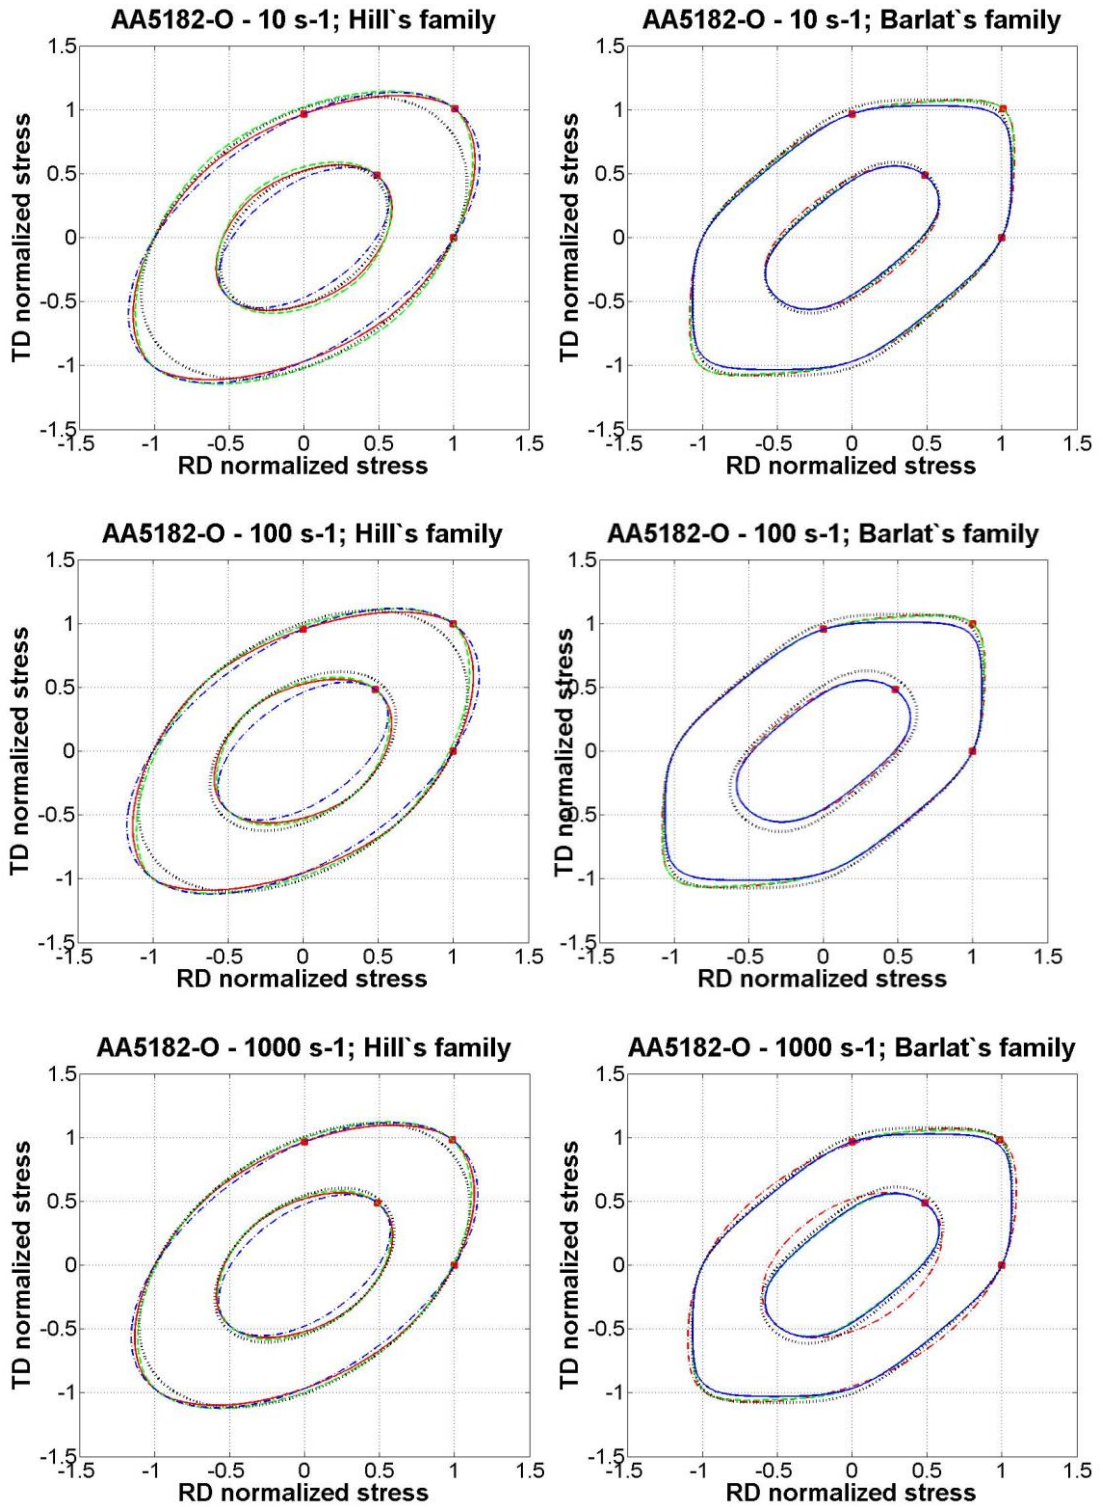 AA5182-O - 10 s-1; Hill`s family
1.5
1
0.5
0
-0.5
-1
-1.5
TD normalized stress
-1.5 -1 -0.5 0 0.5 1 1.5
RD normalized stress
AA5182-O - 10 s-1; Barlat`s family
1.5
1
0.5
0
-0.5
-1
-1.5
TD normalized stress
-1.5 -1 -0.5 0 0.5 1 1.5
RD normalized stress
AA5182-O - 100 s-1; Hill`s family
1.5
1
0.5
0
-0.5
-1
-1.5
TD normalized stress
-1.5 -1 -0.5 0 0.5 1 1.5
RD normalized stress
AA5182-O - 100 s-1; Barlat`s family
1.5
1
0.5
0
-0.5
-1
-1.5
TD normalized stress
-1.5 -1 -0.5 0 0.5 1 1.5
RD normalized stress
AA5182-O - 1000 s-1; Hill`s family
1.5
1
0.5
0
-0.5
-1
-1.5
TD normalized stress
-1.5 -1 -0.5 0 0.5 1 1.5
RD normalized stress
AA5182-O - 1000 s-1; Barlat`s family
1.5
1
0.5
0
-0.5
-1
-1.5
TD normalized stress
-1.5 -1 -0.5 0 0.5 1 1.5
RD normalized stress